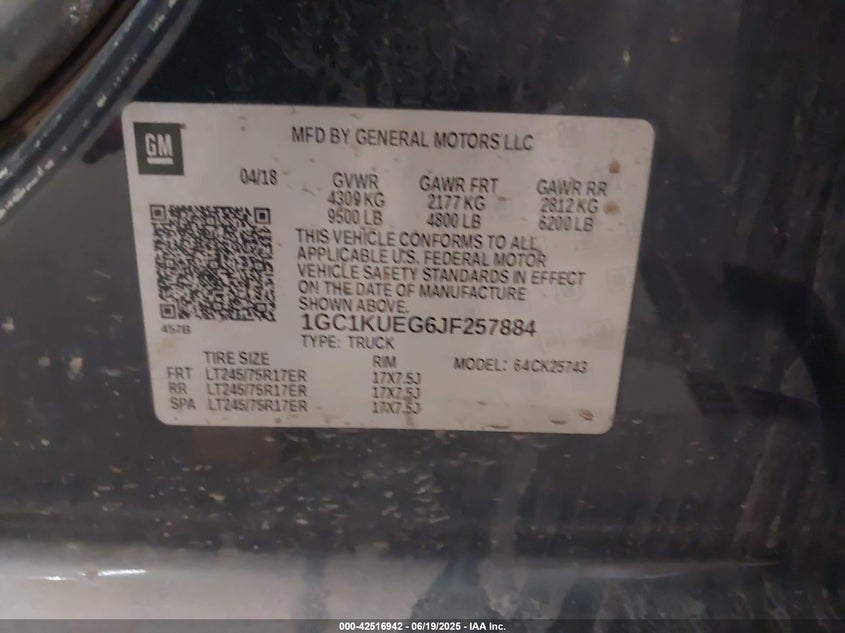 GM
MFD BY GENERAL MOTORS LLC
04/18
GVWR GAWR FRT GAWR RR
4309 KG 2177 KG 2812 KG
9500 LB 4800 LB 6200 LB
THIS VEHICLE CONFORMS TO ALL
APPLICABLE U.S. FEDERAL MOTOR
VEHICLE SAFETY STANDARDS IN EFFECT
ON THE DATE OF MANUFACTURE
SHOWN ABOVE.
457B
1GC1KUEG6JF257884
TYPE: TRUCK
TIRE SIZE RIM MODEL: 64CK25743
FRT LT245/75R17ER 17X7.5J
RR LT245/75R17ER 17X7.5J
SPA LT245/75R17ER 17X7.5J
000-42516942 - 06/19/2025 - IAA Inc.